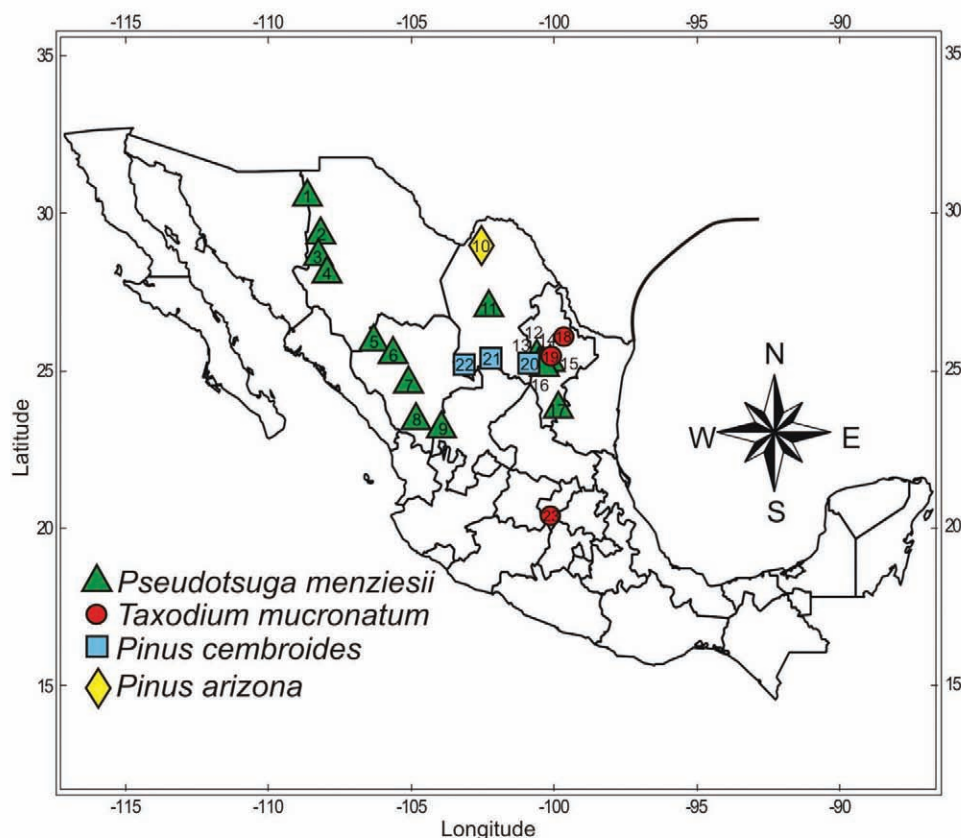 -115 -110 -105 -100 -95 -90
35 35
30 30
25 25
20 20
15 15
1
2
3
4
5
6
7
8
9
10
11
12
13 14
15
16
17
18
19
20
21
22
23
N
W E
S
Latitude
Pseudotsuga menziesii
Taxodium mucronatum
Pinus cembroides
Pinus arizona
-115 -110 -105 -100 -95 -90
Longitude